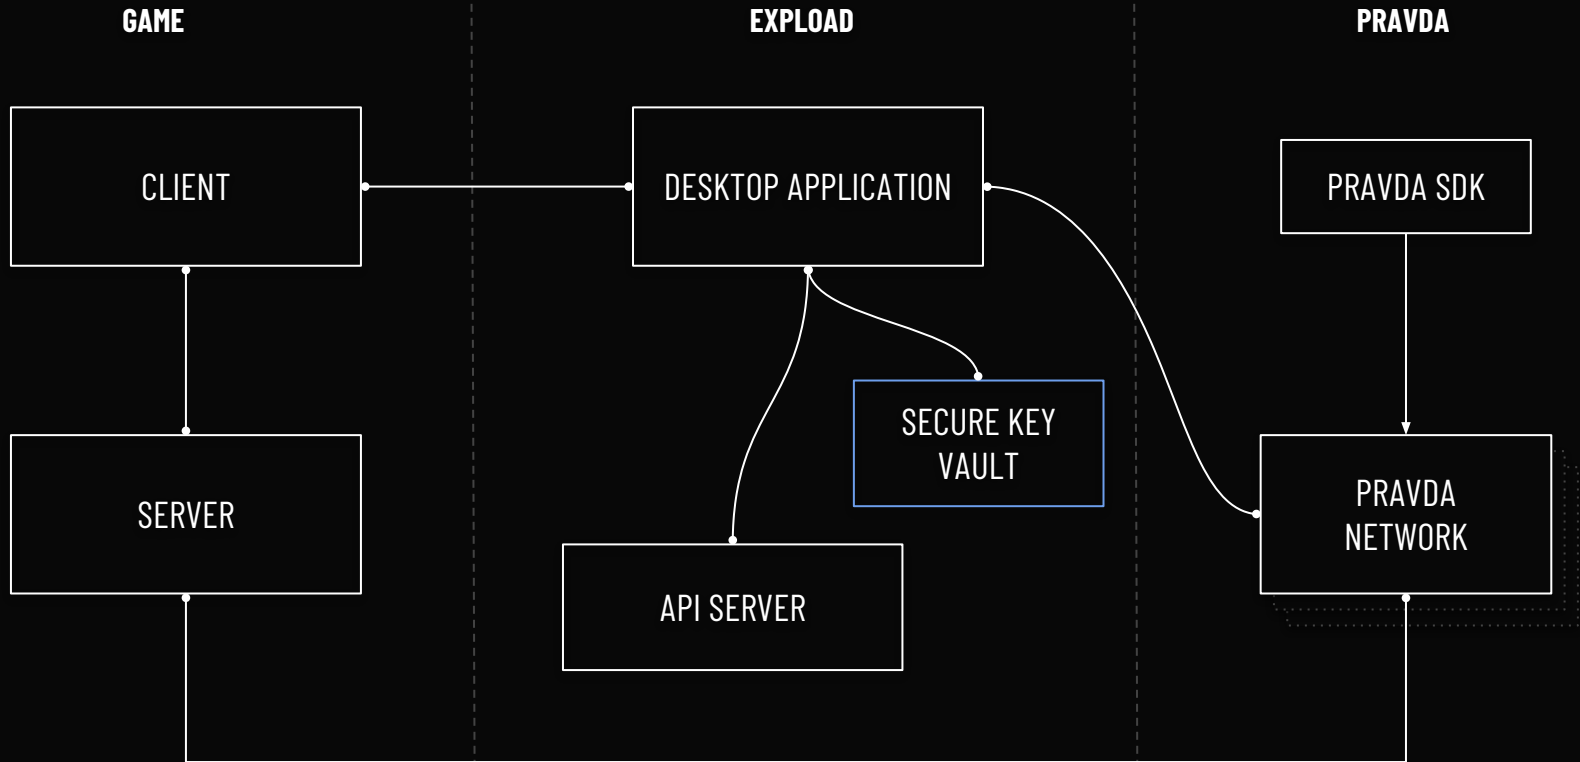 GAME
EXPLOAD
PRAVDA
CLIENT
DESKTOP APPLICATION
PRAVDA SDK
SECURE KEY
VAULT
SERVER
PRAVDA
NETWORK
API SERVER